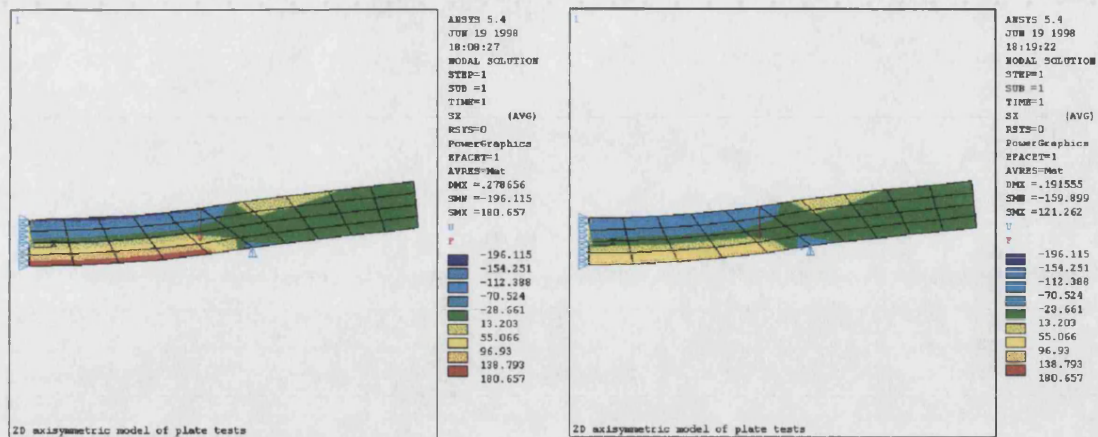 1
ANSYS 5.4
JUN 19 1998
18:08:27
NODAL SOLUTION
STEP=1
SUB =1
TIME=1
SX (AVG)
RSYS=0
PowerGraphics
EFACET=1
AVRES=Mat
DMX =.278656
SMN =-196.115
SMX =180.657
U
F
-196.115
-154.251
-112.388
-70.524
-28.661
13.203
55.066
96.93
138.793
180.657
2D axisymmetric model of plate tests
1
ANSYS 5.4
JUN 19 1998
18:19:22
NODAL SOLUTION
STEP=1
SUB =1
TIME=1
SX (AVG)
RSYS=0
PowerGraphics
EFACET=1
AVRES=Mat
DMX =.191555
SMN =-159.899
SMX =121.262
U
F
-196.115
-154.251
-112.388
-70.524
-28.661
13.203
55.066
96.93
138.793
180.657
2D axisymmetric model of plate tests